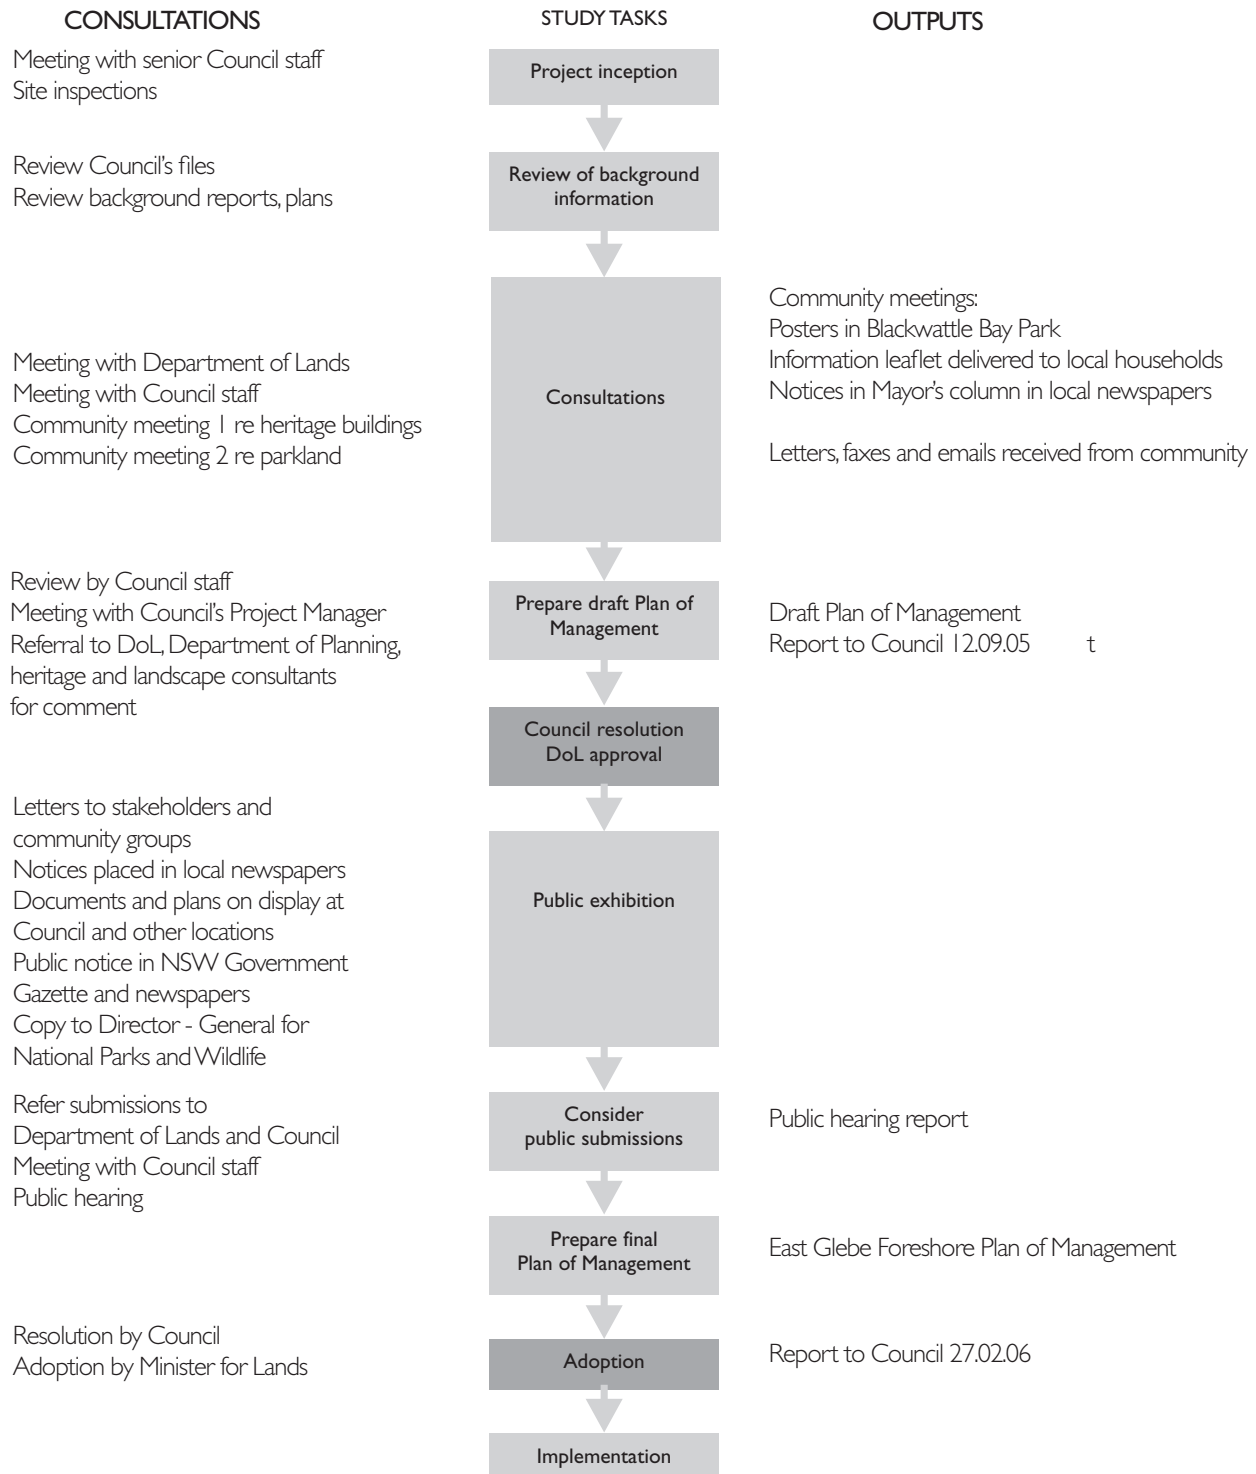 CONSULTATIONS
STUDY TASKS
OUTPUTS
Meeting with senior Council staff
Site inspections
Project inception
Review Council's files
Review background reports, plans
Review of background
information
Meeting with Department of Lands
Meeting with Council staff
Community meeting 1 re heritage buildings
Community meeting 2 re parkland
Consultations
Community meetings:
Posters in Blackwattle Bay Park
Information leaflet delivered to local households
Notices in Mayor's column in local newspapers
Letters, faxes and emails received from community
Review by Council staff
Meeting with Council's Project Manager
Referral to DoL, Department of Planning,
heritage and landscape consultants
for comment
Prepare draft Plan of
Management
Draft Plan of Management
Report to Council 12.09.05 t
Council resolution
DoL approval
Letters to stakeholders and
community groups
Notices placed in local newspapers
Documents and plans on display at
Council and other locations
Public notice in NSW Government
Gazette and newspapers
Copy to Director - General for
National Parks and Wildlife
Public exhibition
Refer submissions to
Department of Lands and Council
Meeting with Council staff
Public hearing
Consider
public submissions
Public hearing report
Prepare final
Plan of Management
East Glebe Foreshore Plan of Management
Resolution by Council
Adoption by Minister for Lands
Adoption
Report to Council 27.02.06
Implementation